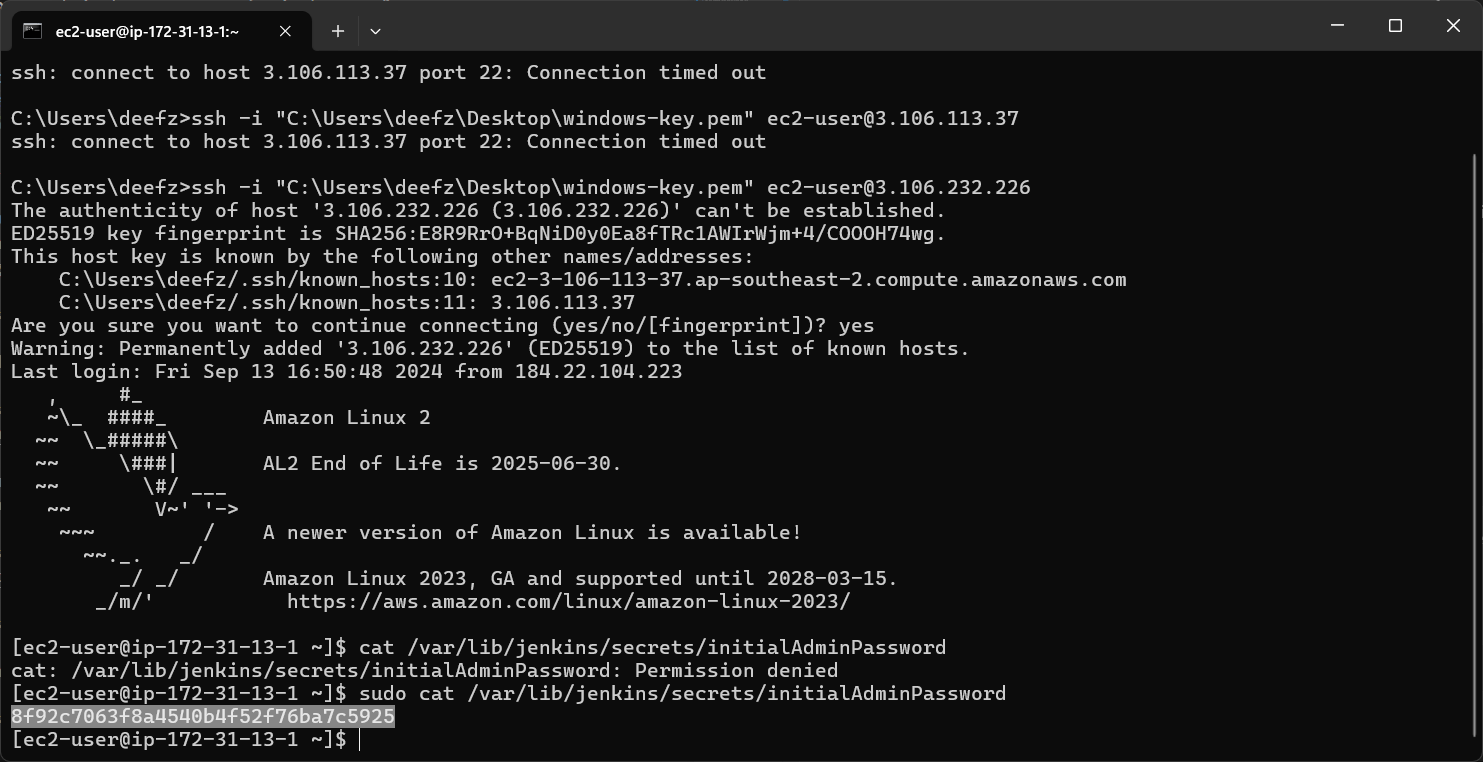 ec2-user@ip-172-31-13-1:~
ssh: connect to host 3.106.113.37 port 22: Connection timed out
C:\Users\deefz>ssh -i "C:\Users\deefz\Desktop\windows-key.pem" ec2-user@3.106.113.37
ssh: connect to host 3.106.113.37 port 22: Connection timed out
C:\Users\deefz>ssh -i "C:\Users\deefz\Desktop\windows-key.pem" ec2-user@3.106.232.226
The authenticity of host '3.106.232.226 (3.106.232.226)' can't be established.
ED25519 key fingerprint is SHA256:E8R9RrO+BqNiD0y0Ea8fTRc1AWIrWjm+4/COOOH74wg.
This host key is known by the following other names/addresses:
    C:\Users\deefz/.ssh/known_hosts:10: ec2-3-106-113-37.ap-southeast-2.compute.amazonaws.com
    C:\Users\deefz/.ssh/known_hosts:11: 3.106.113.37
Are you sure you want to continue connecting (yes/no/[fingerprint])? yes
Warning: Permanently added '3.106.232.226' (ED25519) to the list of known hosts.
Last login: Fri Sep 13 16:50:48 2024 from 184.22.104.223
   ,     #_
   ~\_  ####_        Amazon Linux 2
  ~~  \_#####\
  ~~     \###|       AL2 End of Life is 2025-06-30.
  ~~       \#/ ___
   ~~       V~' '->
    ~~~         /    A newer version of Amazon Linux is available!
      ~~._.   _/
         _/ _/       Amazon Linux 2023, GA and supported until 2028-03-15.
       _/m/'           https://aws.amazon.com/linux/amazon-linux-2023/
[ec2-user@ip-172-31-13-1 ~]$ cat /var/lib/jenkins/secrets/initialAdminPassword
cat: /var/lib/jenkins/secrets/initialAdminPassword: Permission denied
[ec2-user@ip-172-31-13-1 ~]$ sudo cat /var/lib/jenkins/secrets/initialAdminPassword
8f92c7063f8a4540b4f52f76ba7c5925
[ec2-user@ip-172-31-13-1 ~]$